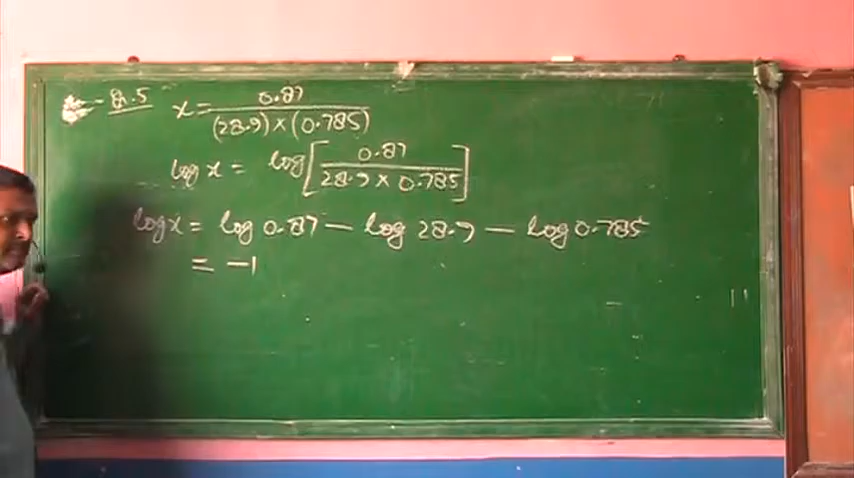 - 8.5 x = 0.87 / (28.9) × (0.785)
log x = log [ 0.87 / 28.9 × 0.785 ]
log x = log 0.87 - log 28.9 - log 0.785
= -1